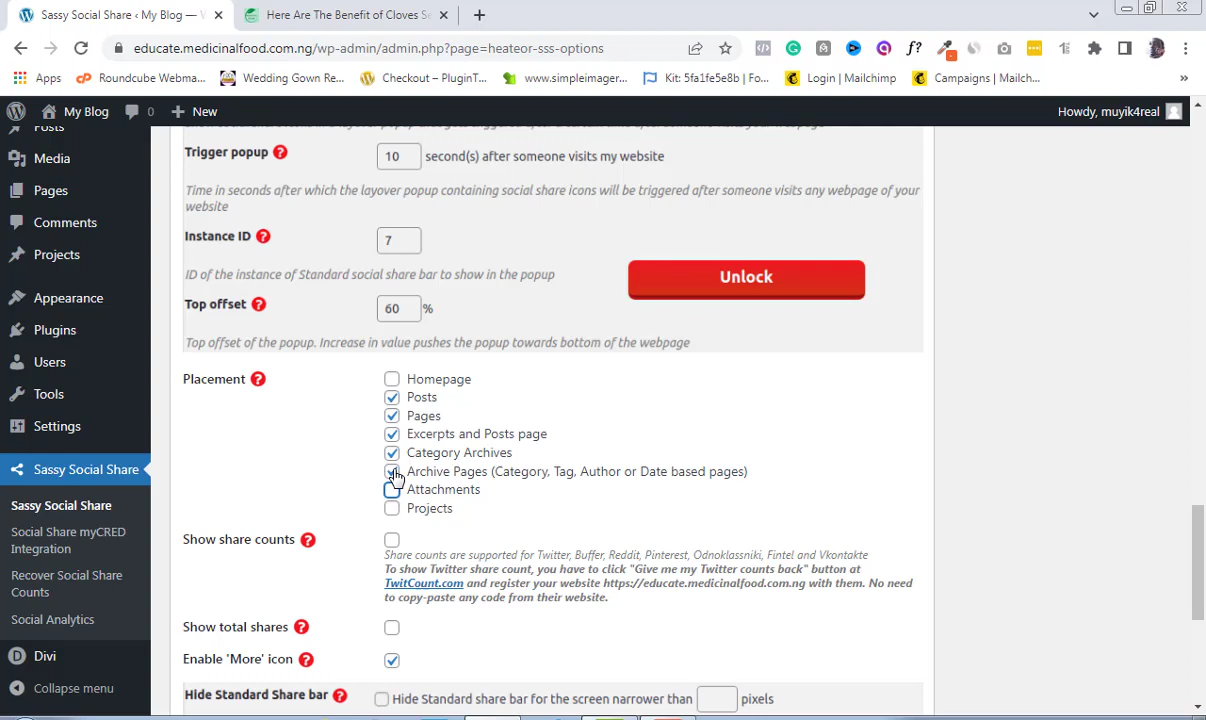 Sassy Social Share ‹ My Blog — W
Here Are The Benefit of Cloves Se
educate.medicinalfood.com.ng/wp-admin/admin.php?page=heateor-sss-options
Apps
Roundcube Webma...
Wedding Gown Re...
Checkout – PluginT...
www.simpleimager...
Kit: 5fa1fe5e8b | Fo...
Login | Mailchimp
Campaigns | Mailch...
»
My Blog
0
New
Howdy, muyik4real
Posts
Media
Pages
Comments
Projects
Appearance
Plugins
Users
Tools
Settings
Sassy Social Share
Sassy Social Share
Social Share myCRED
Integration
Recover Social Share
Counts
Social Analytics
Divi
Collapse menu
Trigger popup ?
10 second(s) after someone visits my website
Time in seconds after which the layover popup containing social share icons will be triggered after someone visits any webpage of your
website
Instance ID ?
7
ID of the instance of Standard social share bar to show in the popup
Unlock
Top offset ?
60 %
Top offset of the popup. Increase in value pushes the popup towards bottom of the webpage
Placement ?
Homepage
Posts
Pages
Excerpts and Posts page
Category Archives
Archive Pages (Category, Tag, Author or Date based pages)
Attachments
Projects
Show share counts ?
Share counts are supported for Twitter, Buffer, Reddit, Pinterest, Odnoklassniki, Fintel and Vkontakte
To show Twitter share count, you have to click "Give me my Twitter counts back" button at
TwitCount.com and register your website https://educate.medicinalfood.com.ng with them. No need
to copy-paste any code from their website.
Show total shares ?
Enable 'More' icon ?
Hide Standard Share bar ?
Hide Standard share bar for the screen narrower than pixels